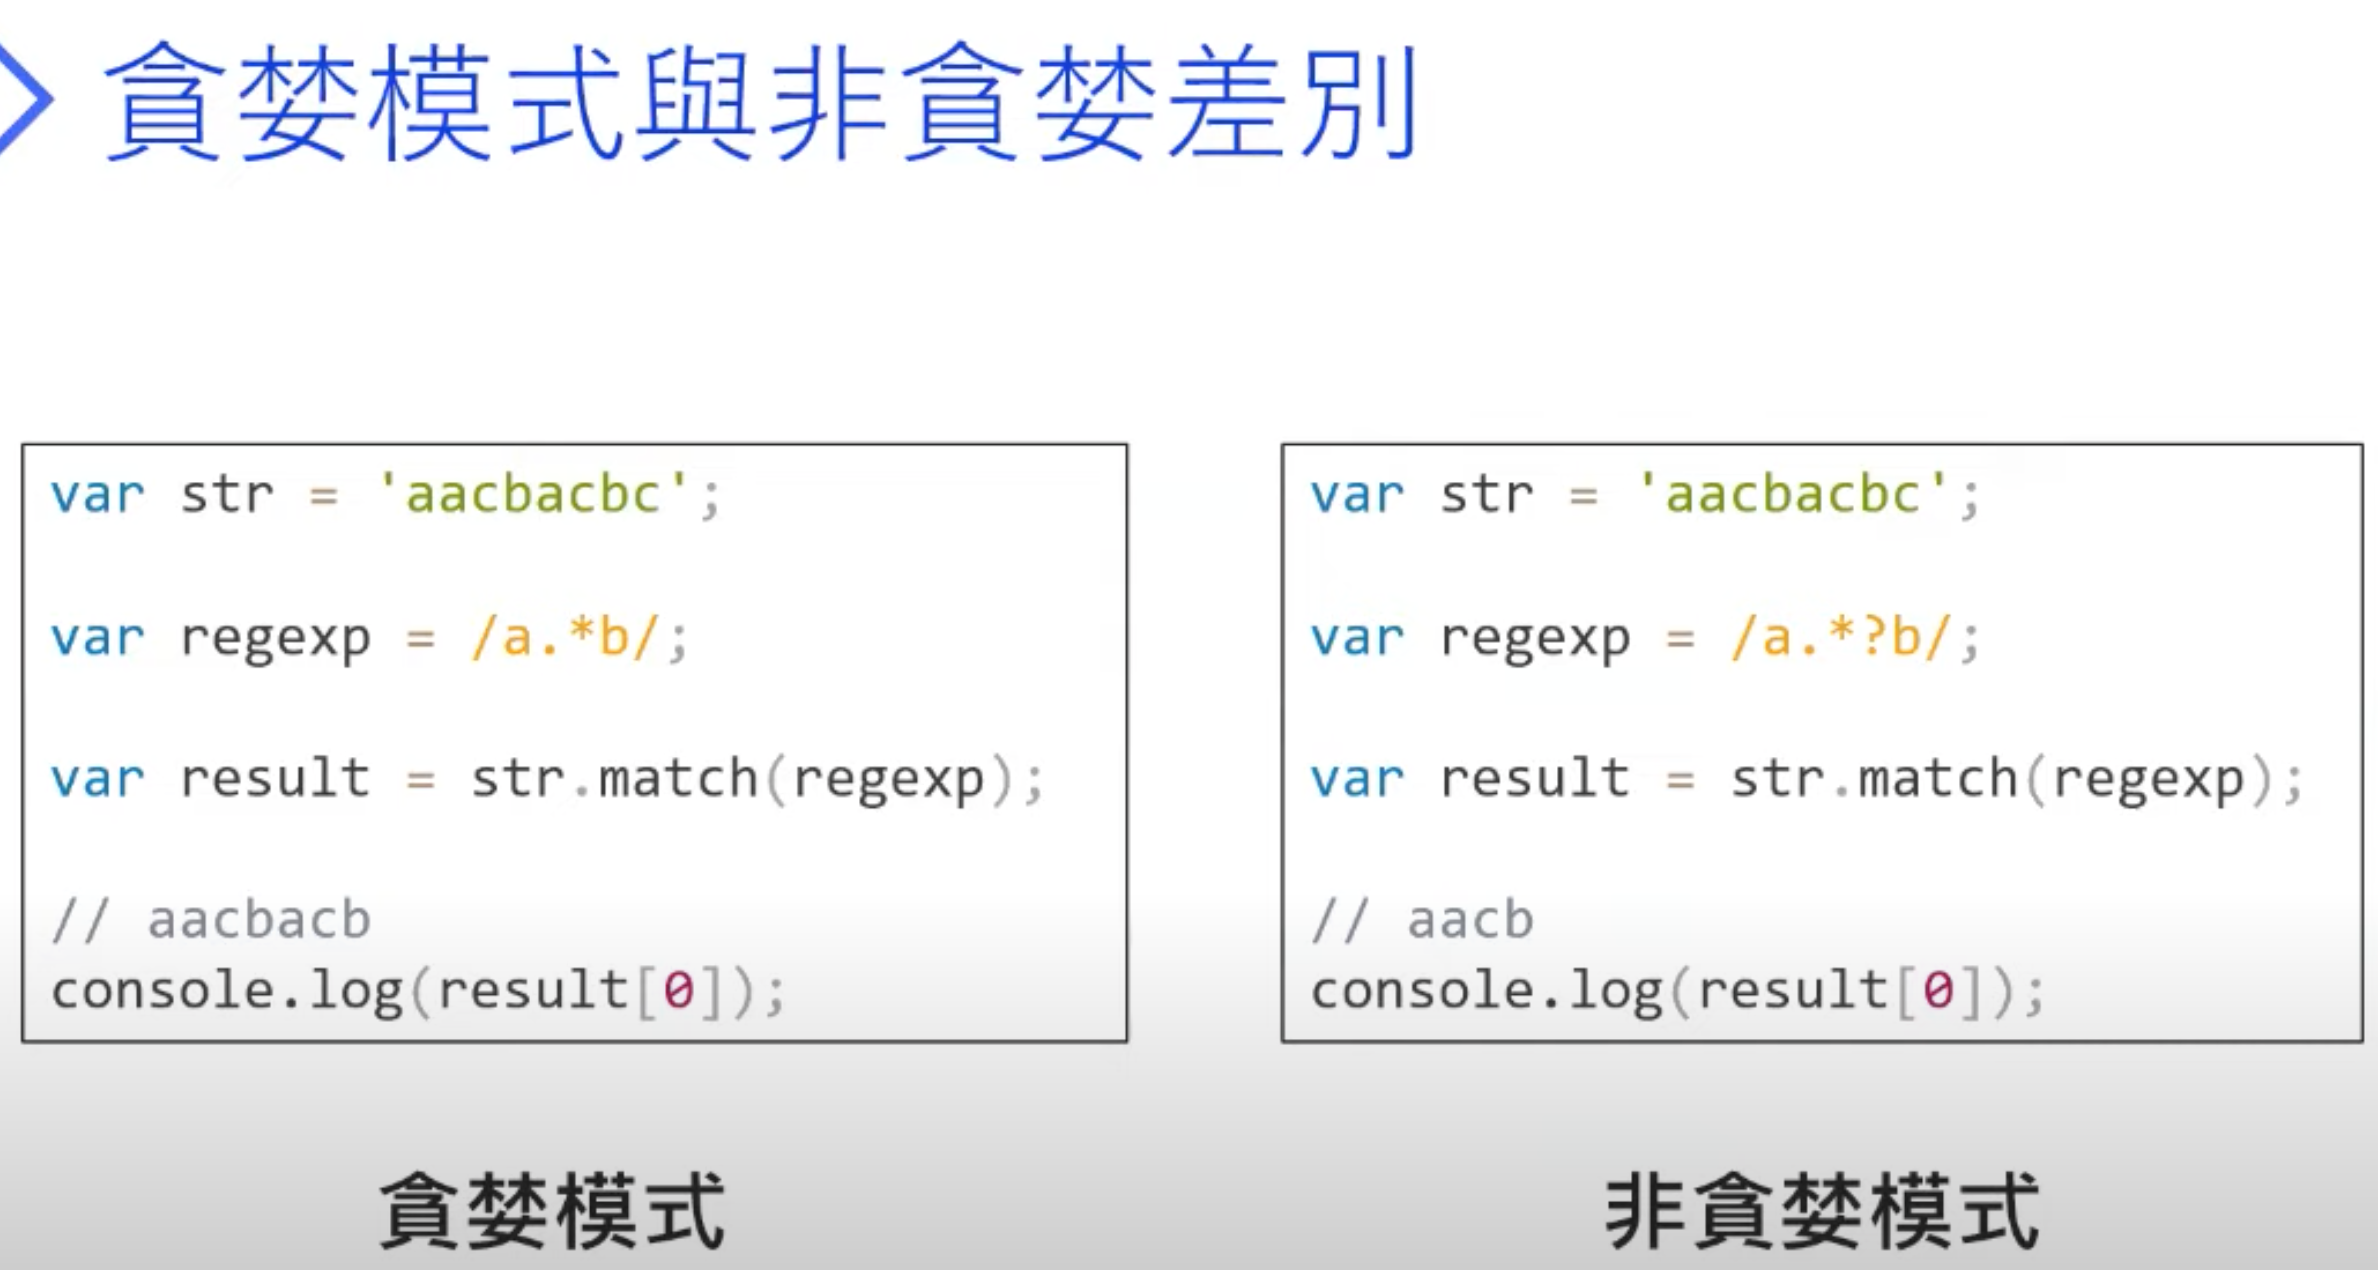 貪婪模式與非貪婪差別
var str = 'aacbacbc';
var regexp = /a.*b/;
var result = str.match(regexp);
// aacbacb
console.log(result[0]);
貪婪模式
var str = 'aacbacbc';
var regexp = /a.*?b/;
var result = str.match(regexp);
// aacb
console.log(result[0]);
非貪婪模式